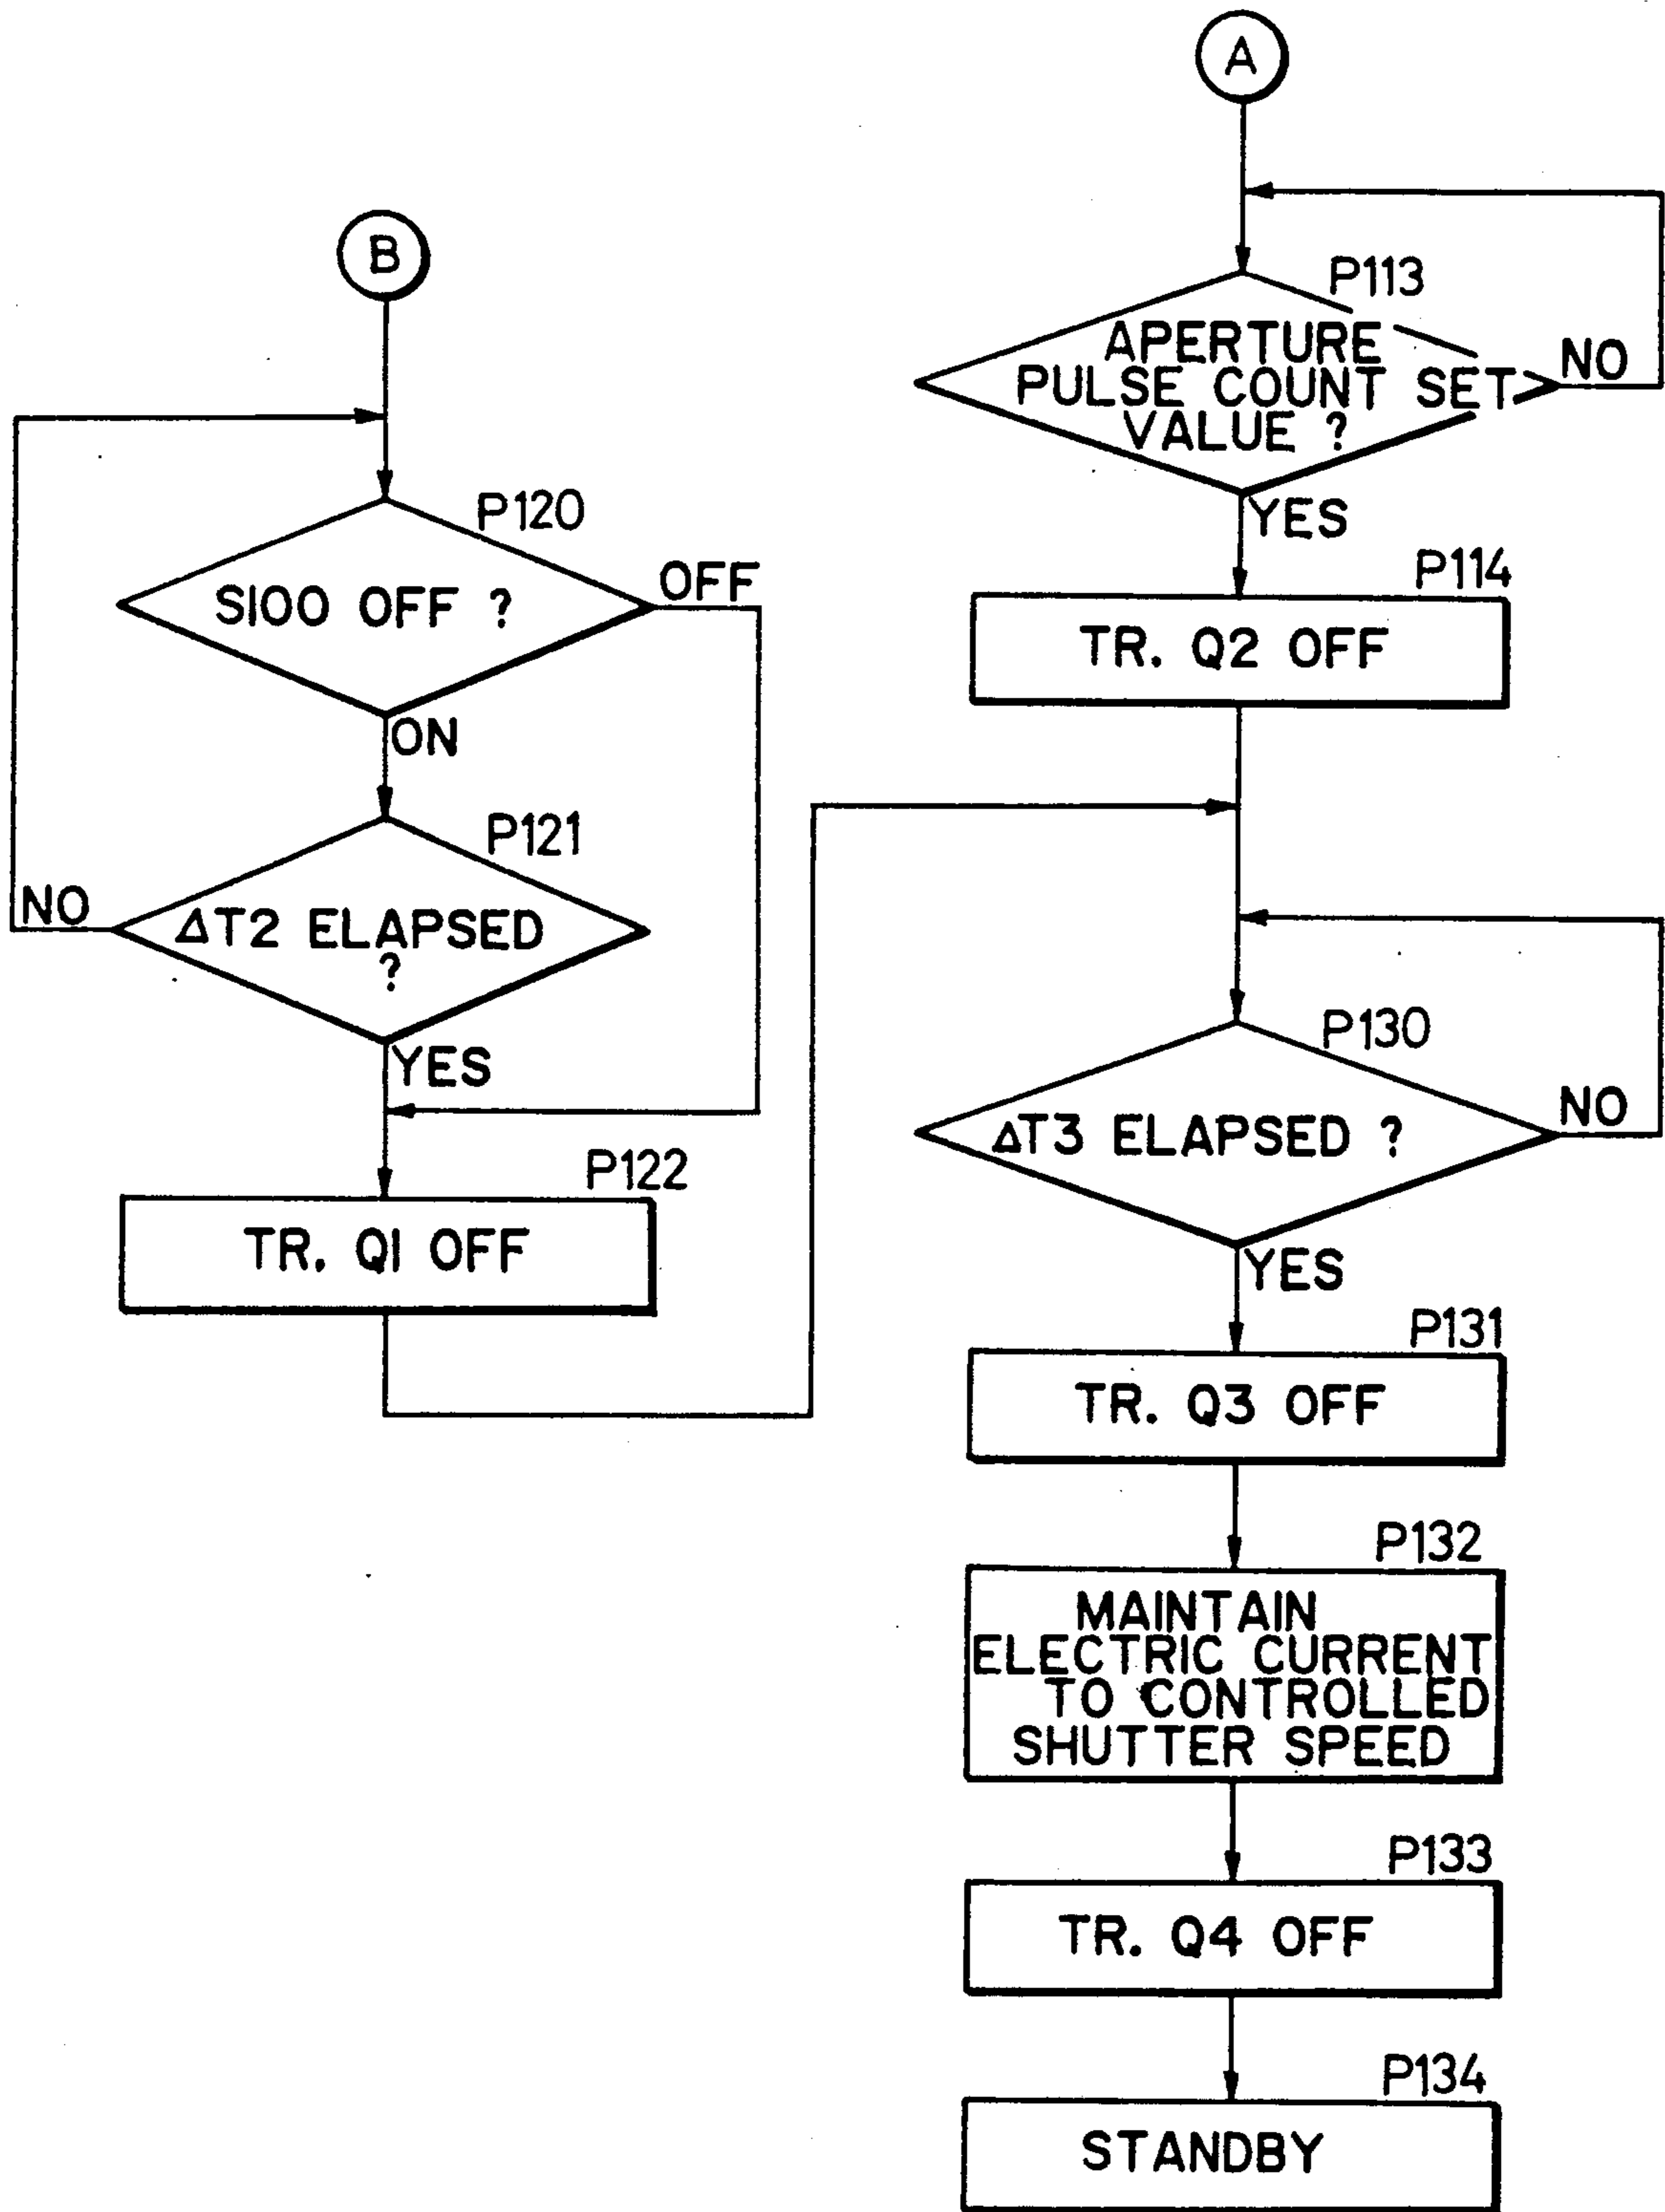 A
P113
APERTURE
PULSE COUNT SET
VALUE ?
NO
YES
P114
TR. Q2 OFF
B
P120
S100 OFF ?
OFF
ON
P121
ΔT2 ELAPSED
?
NO
YES
P122
TR. Q1 OFF
P130
ΔT3 ELAPSED ?
NO
YES
P131
TR. Q3 OFF
P132
MAINTAIN
ELECTRIC CURRENT
TO CONTROLLED
SHUTTER SPEED
P133
TR. Q4 OFF
P134
STANDBY